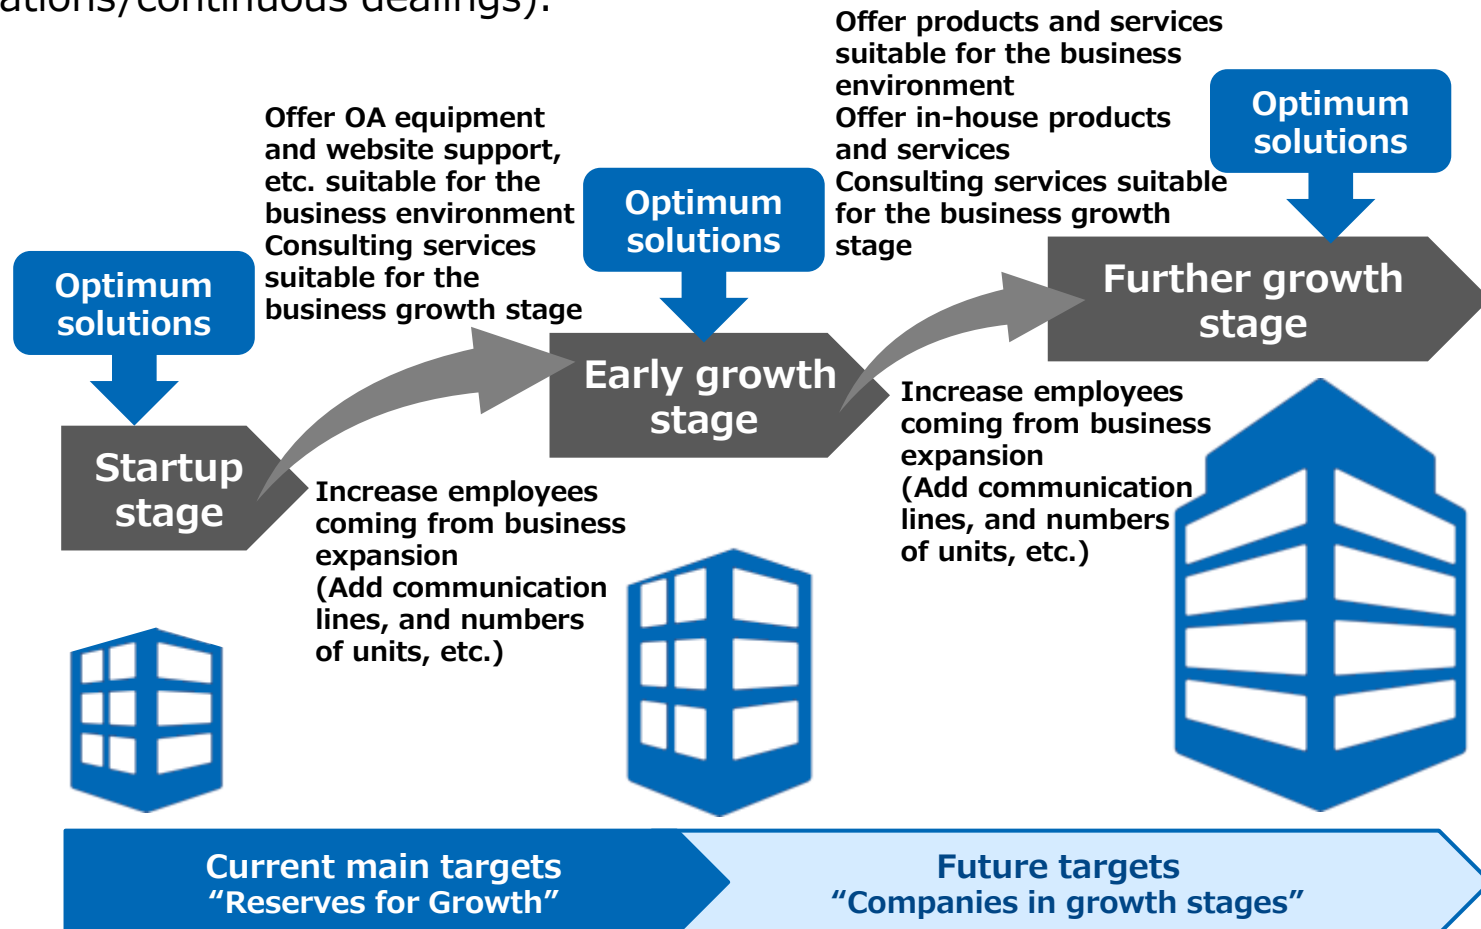 ations/continuous dealings).
Optimum
solutions
Startup
stage
Offer OA equipment
and website support,
etc. suitable for the
business environment
Consulting services
suitable for the
business growth stage
Increase employees
coming from business
expansion
(Add communication
lines, and numbers
of units, etc.)
Optimum
solutions
Early growth
stage
Offer products and services
suitable for the business
environment
Offer in-house products
and services
Consulting services suitable
for the business growth
stage
Increase employees
coming from business
expansion
(Add communication
lines, and numbers
of units, etc.)
Optimum
solutions
Further growth
stage
Current main targets
“Reserves for Growth”
Future targets
“Companies in growth stages”